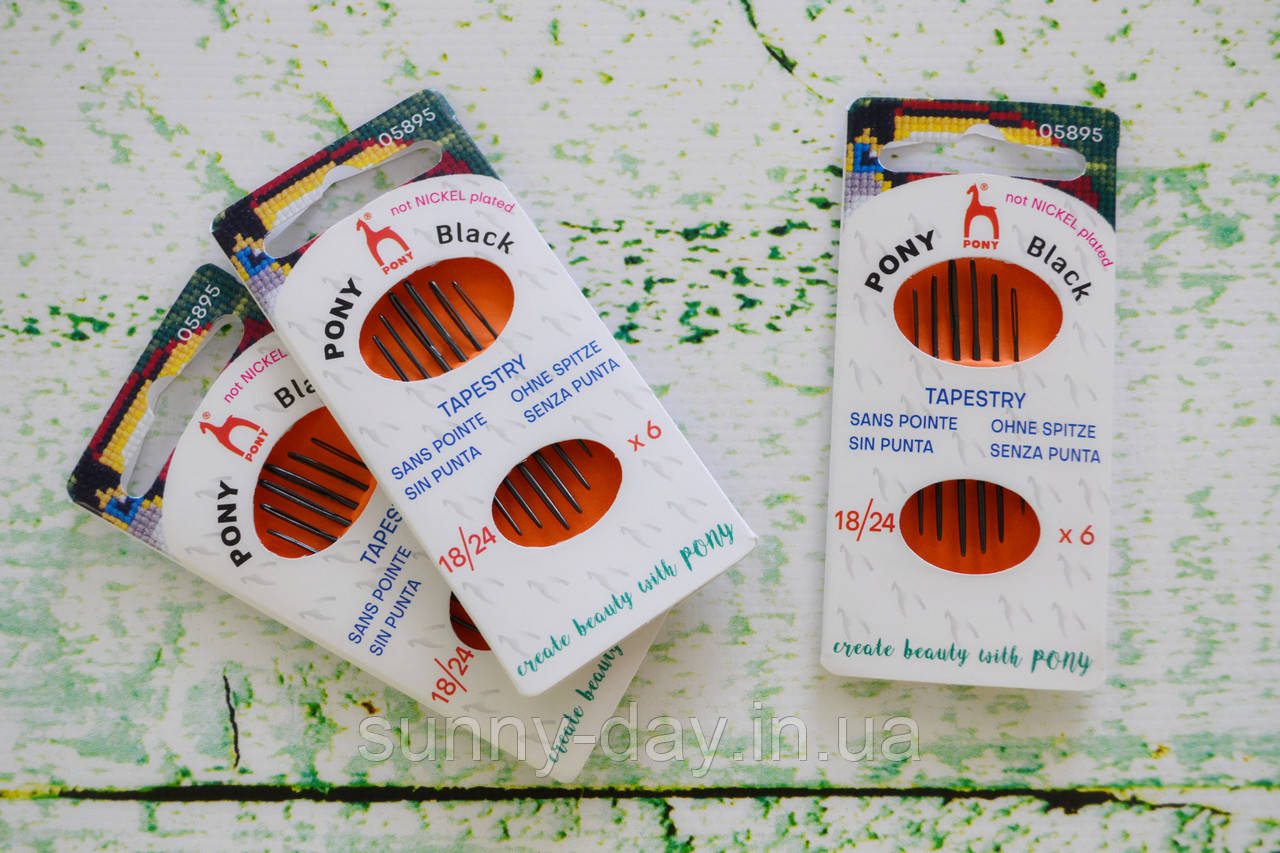 05895
not NICKEL plated
®
PONY
PONY Black
TAPESTRY
SANS POINTE OHNE SPITZE
SIN PUNTA SENZA PUNTA
18/24 x 6
create beauty with PONY
05895
not NICKEL
®
PONY
PONY Bla
TAPES
SANS POINTE
SIN PUNTA
18/24
create beauty
05895
not NICKEL plated
®
PONY
PONY Black
TAPESTRY
SANS POINTE OHNE SPITZE
SIN PUNTA SENZA PUNTA
18/24 x 6
create beauty with PONY
sunny-day.in.ua